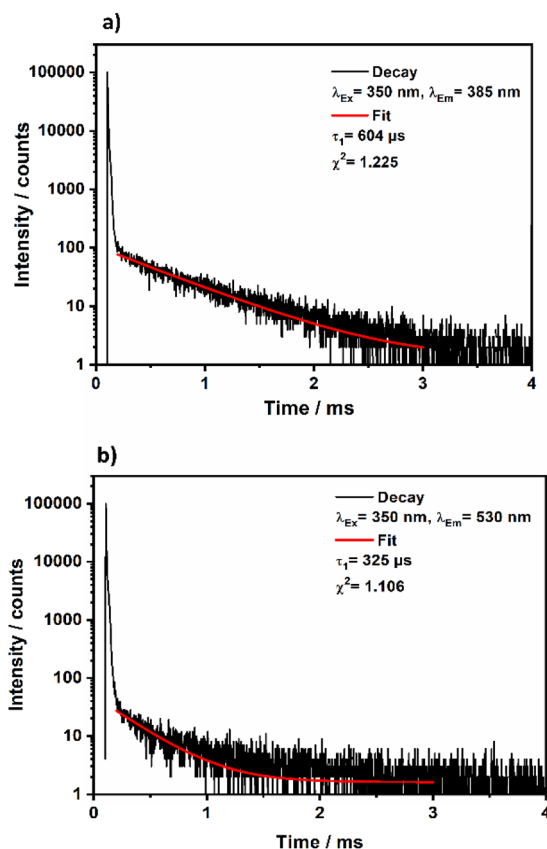 a)
Intensity / counts
100000
10000
1000
100
10
1
Decay
λEx= 350 nm, λEm= 385 nm
Fit
τ1= 604 µs
χ2= 1.225
0 1 2 3 4
Time / ms
b)
Intensity / counts
100000
10000
1000
100
10
1
Decay
λEx= 350 nm, λEm= 530 nm
Fit
τ1= 325 µs
χ2= 1.106
0 1 2 3 4
Time / ms